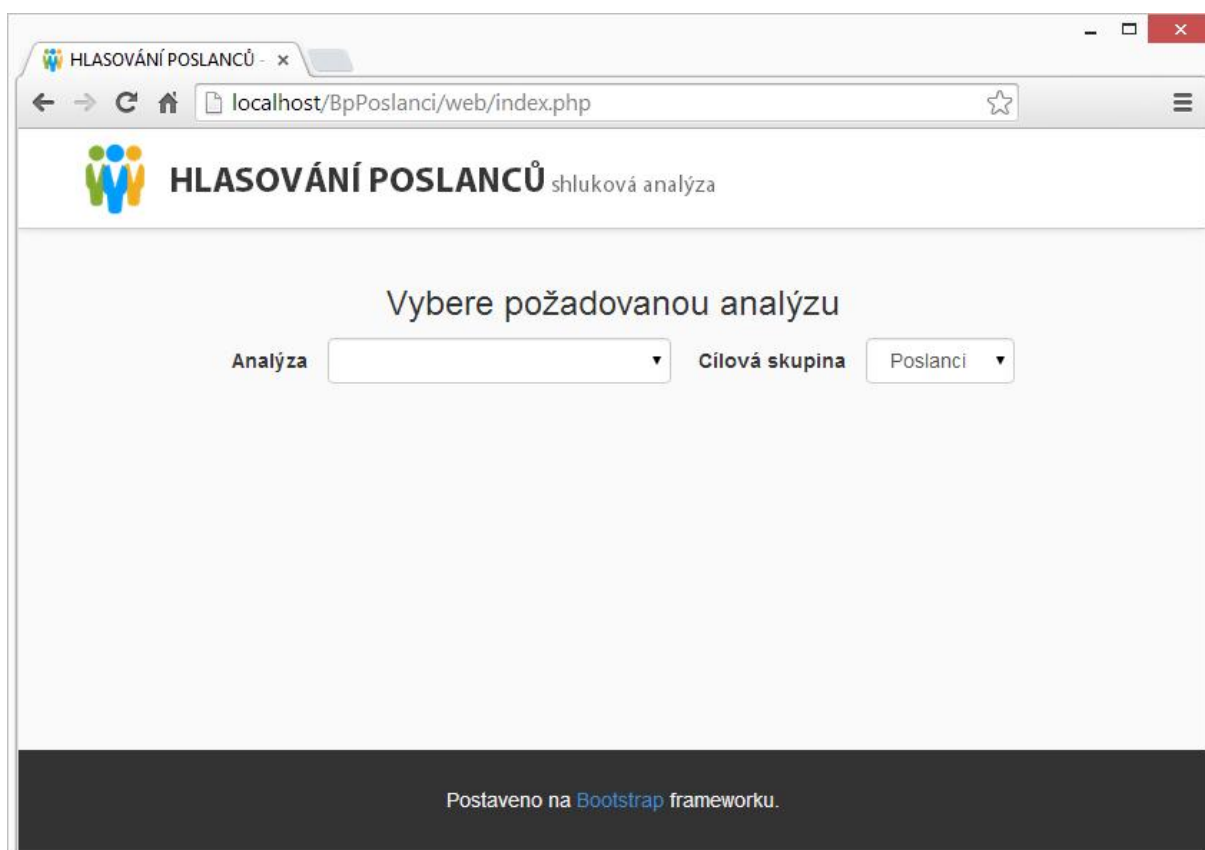 HLASOVÁNÍ POSLANCŮ -
localhost/BpPoslanci/web/index.php
HLASOVÁNÍ POSLANCŮ shluková analýza
Vybere požadovanou analýzu
Analýza Cílová skupina Poslanci
Postaveno na Bootstrap frameworku.